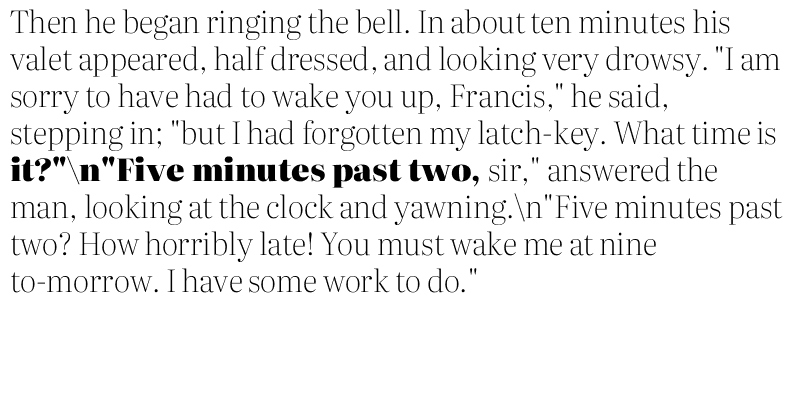 Then he began ringing the bell. In about ten minutes his
valet appeared, half dressed, and looking very drowsy. "I am
sorry to have had to wake you up, Francis," he said,
stepping in; "but I had forgotten my latch-key. What time is
it?"\n"Five minutes past two, sir," answered the
man, looking at the clock and yawning.\n"Five minutes past
two? How horribly late! You must wake me at nine
to-morrow. I have some work to do."